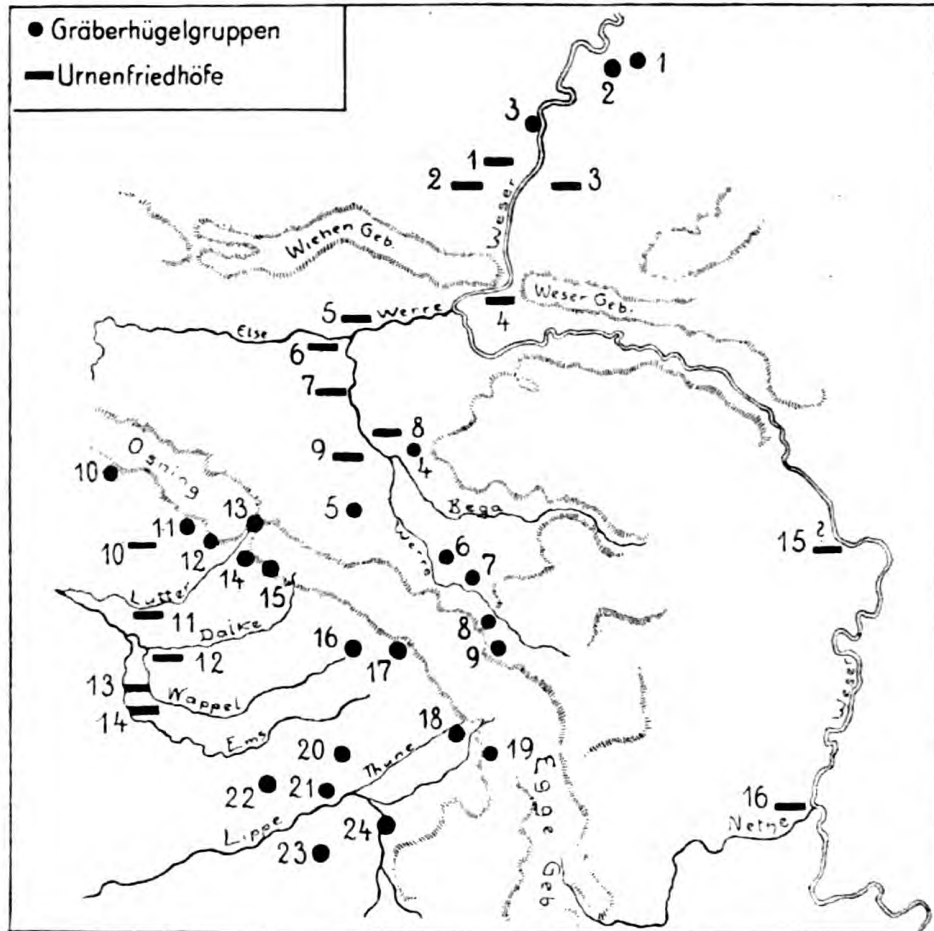 Gräberhügelgruppen
Urnenfriedhöfe
1
2
3
1
2
3
Weser
Wiehen Geb.
Weser Geb.
4
5
Werre
Else
6
7
8
4
9
Osning
10
13
5
Bega
Werre
11
12
10
14
15
6
7
15 ?
Lutter
11
Dalke
12
16
17
8
9
13
14
Wappel
Ems
Weser
18
19
20
Thune
21
22
Egge Geb
16
Nethe
Lippe
24
23